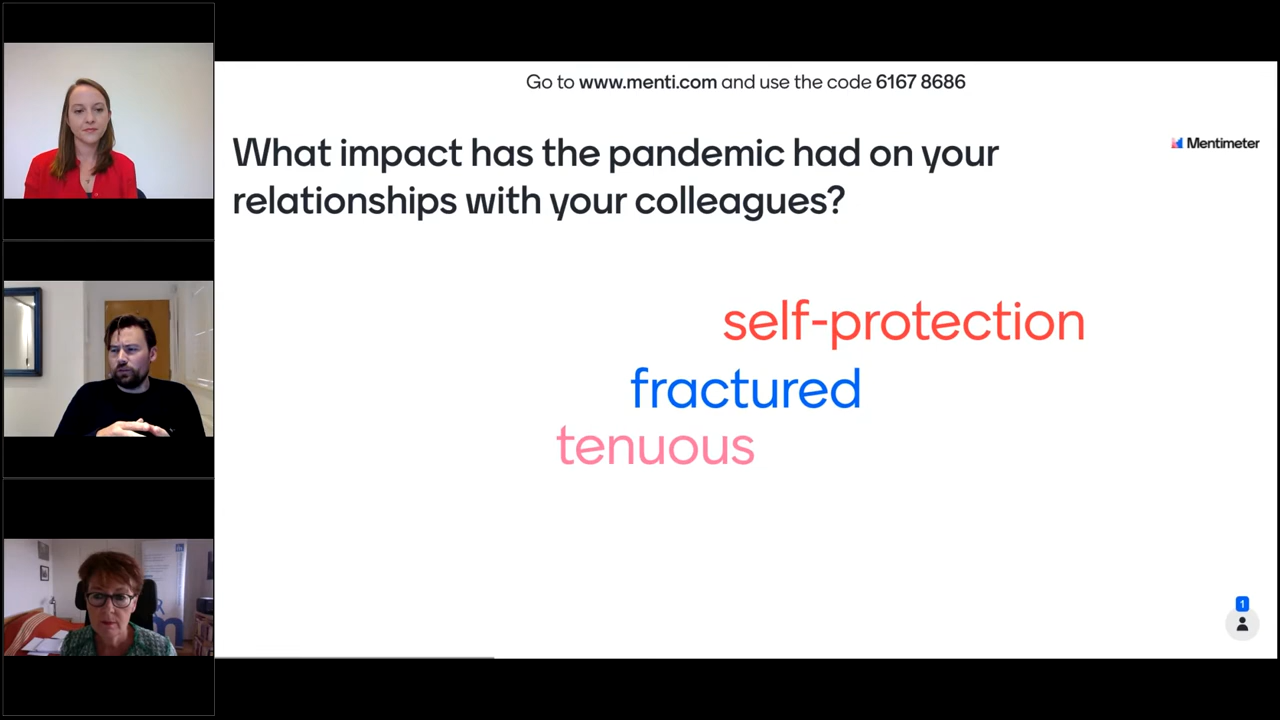 Go to www.menti.com and use the code 6167 8686
What impact has the pandemic had on your
relationships with your colleagues?
Mentimeter
self-protection
fractured
tenuous
1